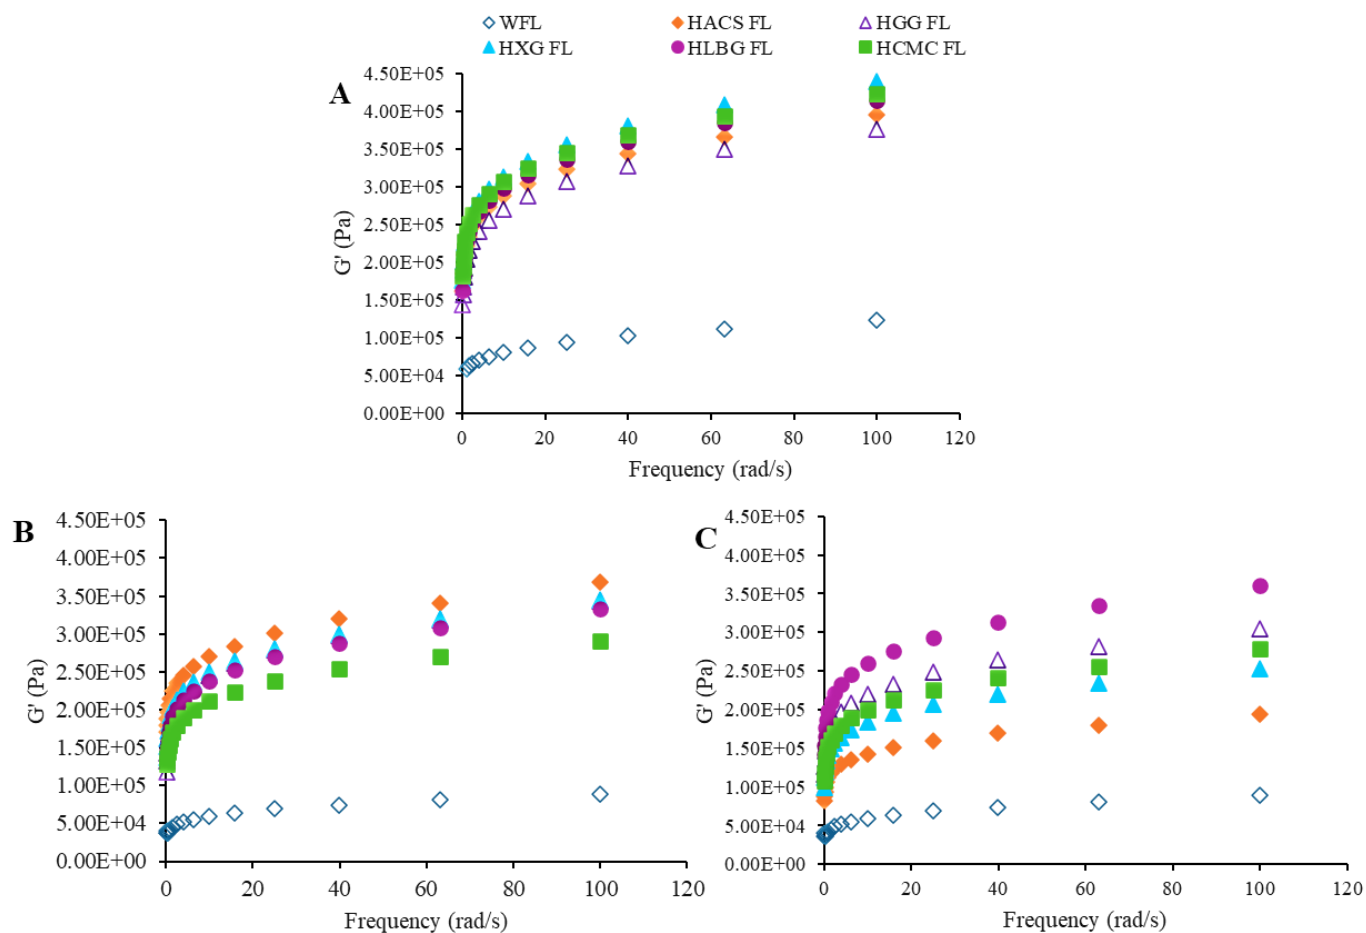 WFL HACS FL HGG FL
HXG FL HLBG FL HCMC FL
A
4.50E+05
4.00E+05
3.50E+05
3.00E+05
2.50E+05
2.00E+05
1.50E+05
1.00E+05
5.00E+04
0.00E+00
G' (Pa)
0 20 40 60 80 100 120
Frequency (rad/s)
B
4.50E+05
4.00E+05
3.50E+05
3.00E+05
2.50E+05
2.00E+05
1.50E+05
1.00E+05
5.00E+04
0.00E+00
G' (Pa)
0 20 40 60 80 100 120
Frequency (rad/s)
C
4.50E+05
4.00E+05
3.50E+05
3.00E+05
2.50E+05
2.00E+05
1.50E+05
1.00E+05
5.00E+04
0.00E+00
G' (Pa)
0 20 40 60 80 100 120
Frequency (rad/s)